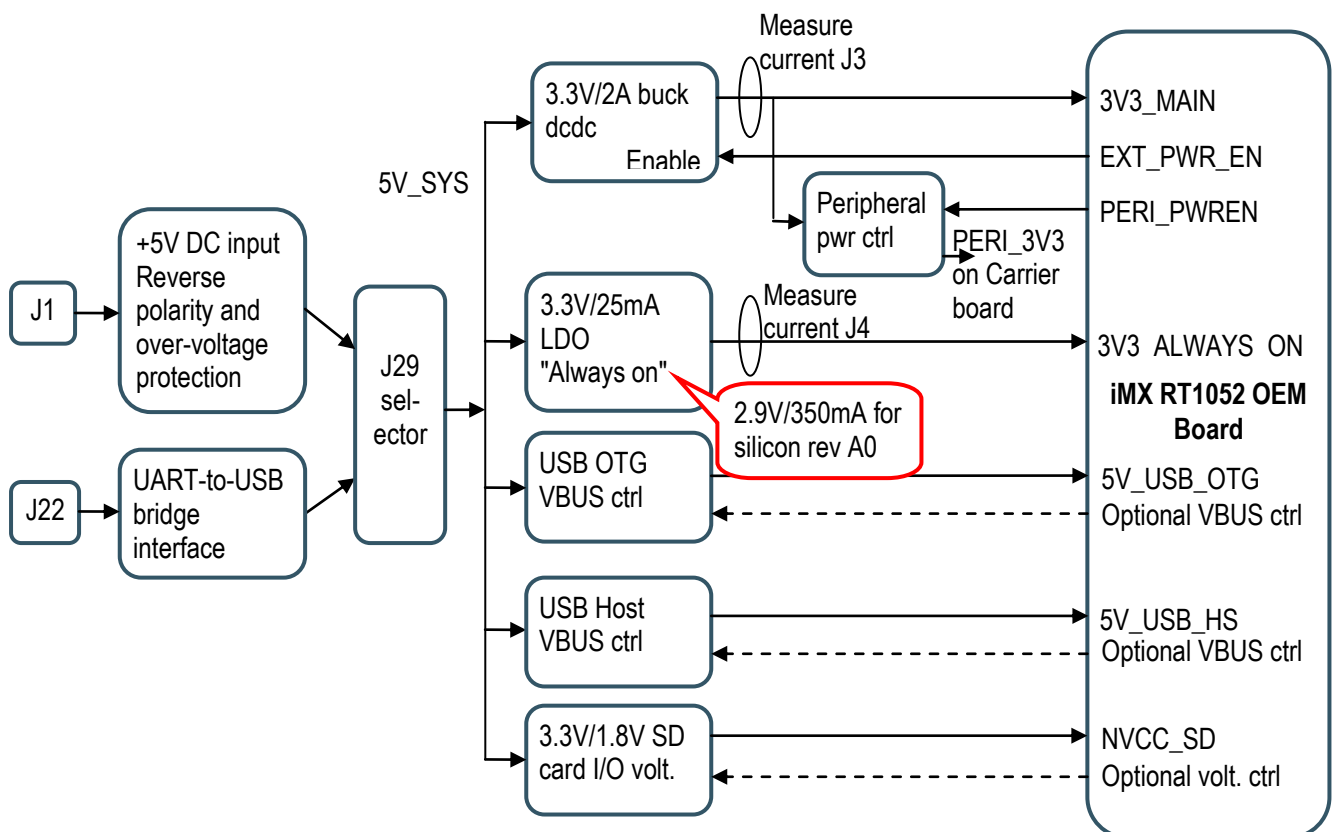 Measure
current J3
3.3V/2A buck
dcdc
Enable
3V3_MAIN
EXT_PWR_EN
PERI_PWREN
5V_SYS
Peripheral
pwr ctrl
PERI_3V3
on Carrier
board
+5V DC input
Reverse
polarity and
over-voltage
protection
J1
J29
sel-
ector
3.3V/25mA
LDO
"Always on"
Measure
current J4
3V3 ALWAYS ON
iMX RT1052 OEM
Board
2.9V/350mA for
silicon rev A0
J22
UART-to-USB
bridge
interface
USB OTG
VBUS ctrl
5V_USB_OTG
Optional VBUS ctrl
USB Host
VBUS ctrl
5V_USB_HS
Optional VBUS ctrl
3.3V/1.8V SD
card I/O volt.
NVCC_SD
Optional volt. ctrl